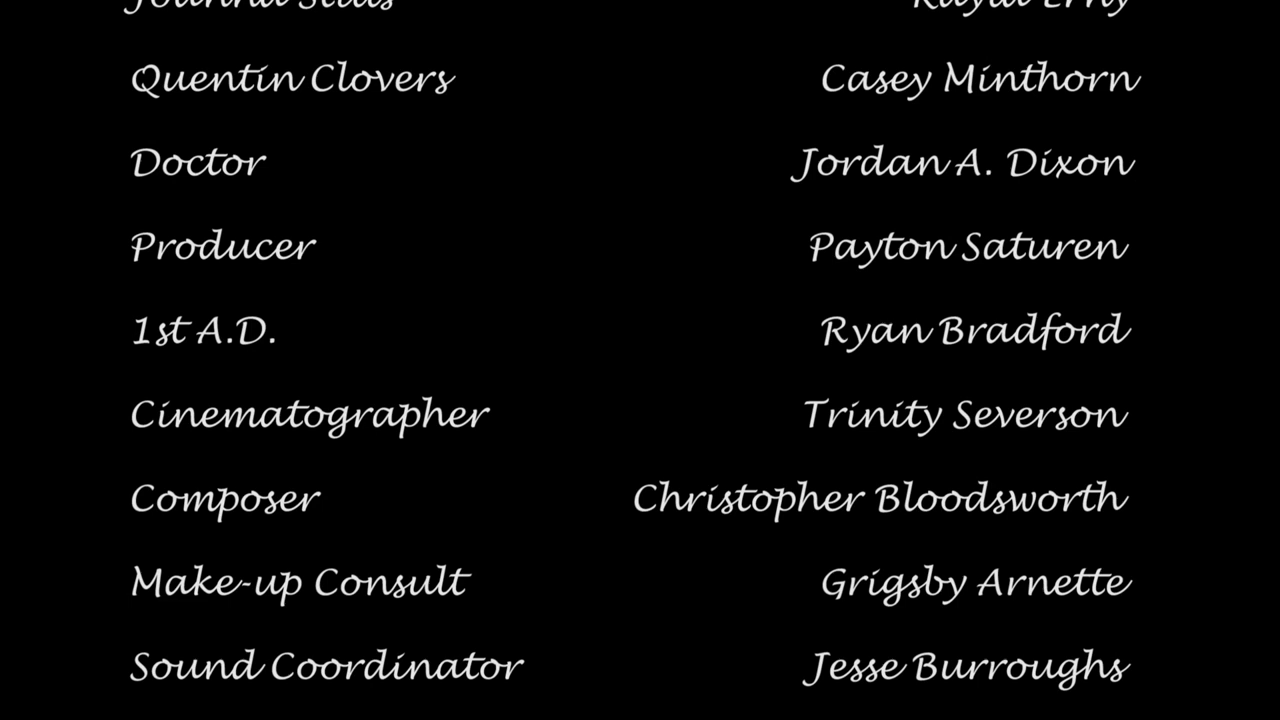 Quentin Clovers Casey Minthorn
Doctor Jordan A. Dixon
Producer Payton Saturen
1st A.D. Ryan Bradford
Cinematographer Trinity Severson
Composer Christopher Bloodsworth
Make-up Consult Grigsby Arnette
Sound Coordinator Jesse Burroughs